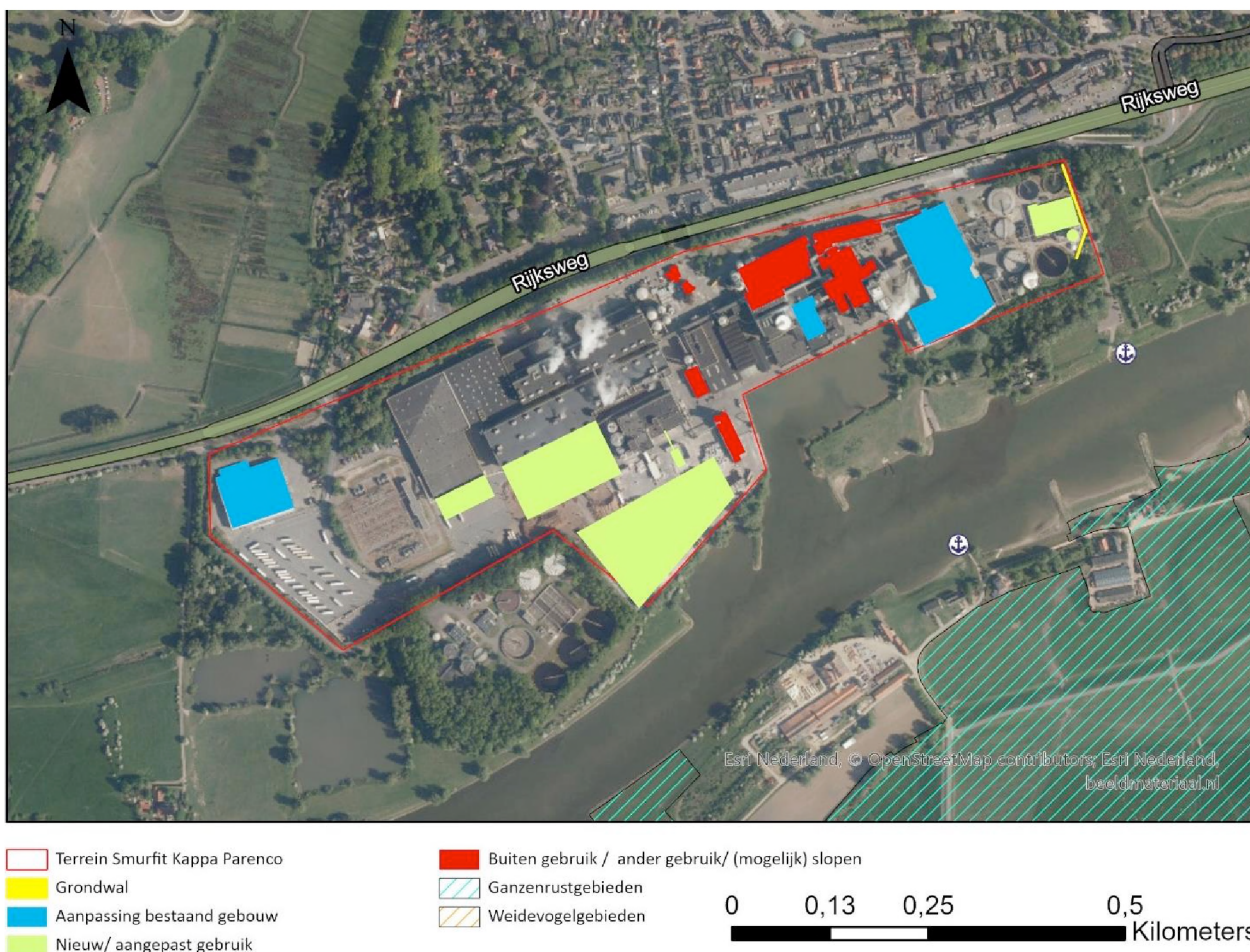 N
Rijksweg
Rijksweg
Esri Nederland, © OpenStreetMap contributors, Esri Nederland,
beeldmateriaal.nl
Terrein Smurfit Kappa Parenco
Grondwal
Aanpassing bestaand gebouw
Nieuw/ aangepast gebruik
Buiten gebruik / ander gebruik/ (mogelijk) slopen
Ganzenrustgebieden
Weidevogelgebieden
0 0,13 0,25 0,5
Kilometers